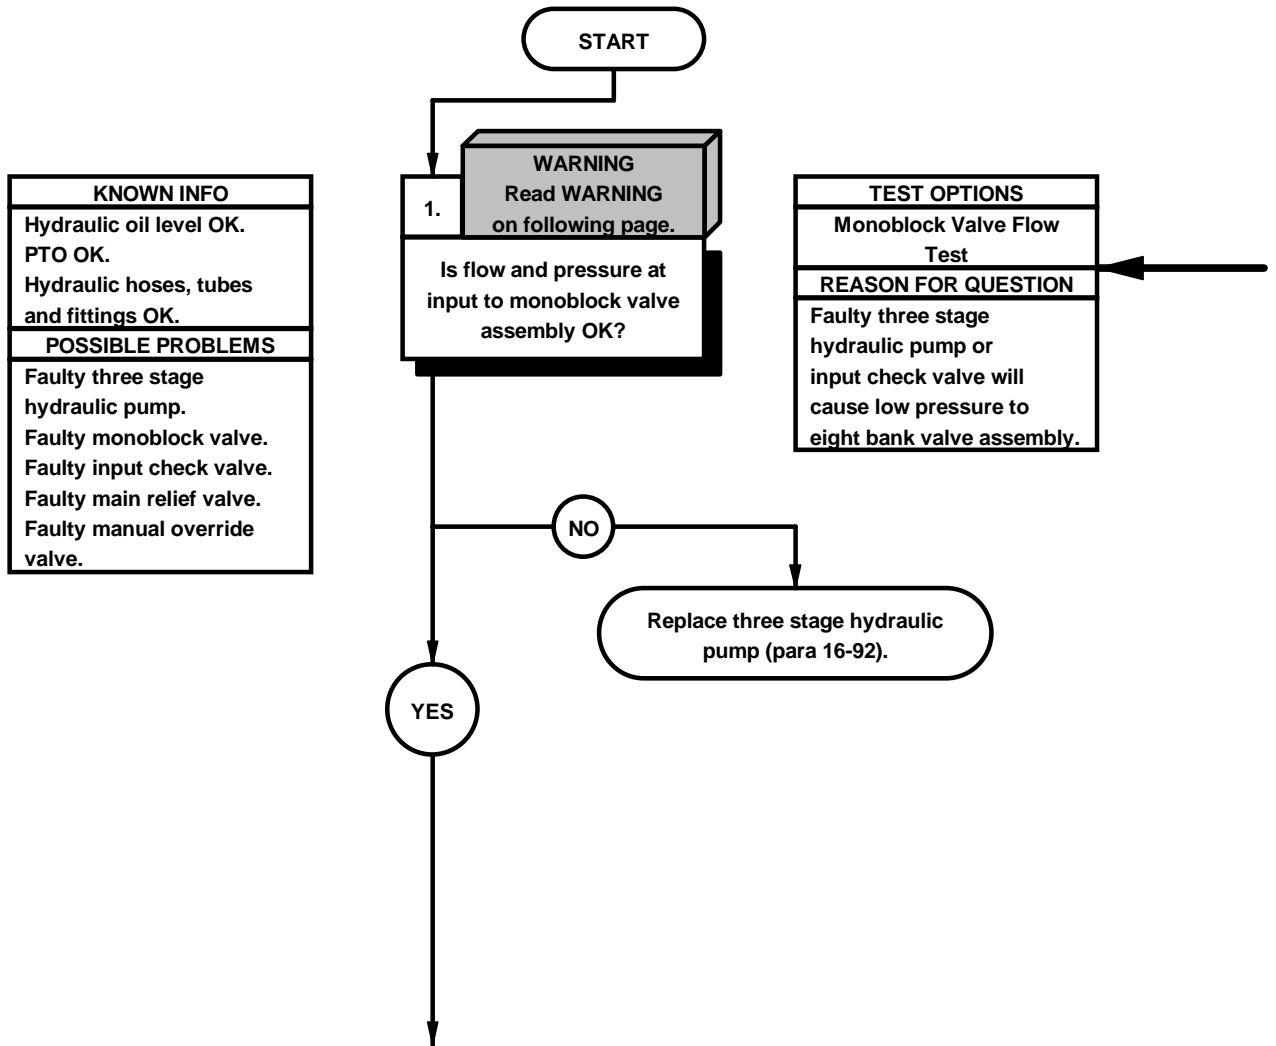 START
KNOWN INFO
Hydraulic oil level OK.
PTO OK.
Hydraulic hoses, tubes
and fittings OK.
POSSIBLE PROBLEMS
Faulty three stage
hydraulic pump.
Faulty monoblock valve.
Faulty input check valve.
Faulty main relief valve.
Faulty manual override
valve.
1.
WARNING
Read WARNING
on following page.
Is flow and pressure at
input to monoblock valve
assembly OK?
TEST OPTIONS
Monoblock Valve Flow
Test
REASON FOR QUESTION
Faulty three stage
hydraulic pump or
input check valve will
cause low pressure to
eight bank valve assembly.
NO
Replace three stage hydraulic
pump (para 16-92).
YES